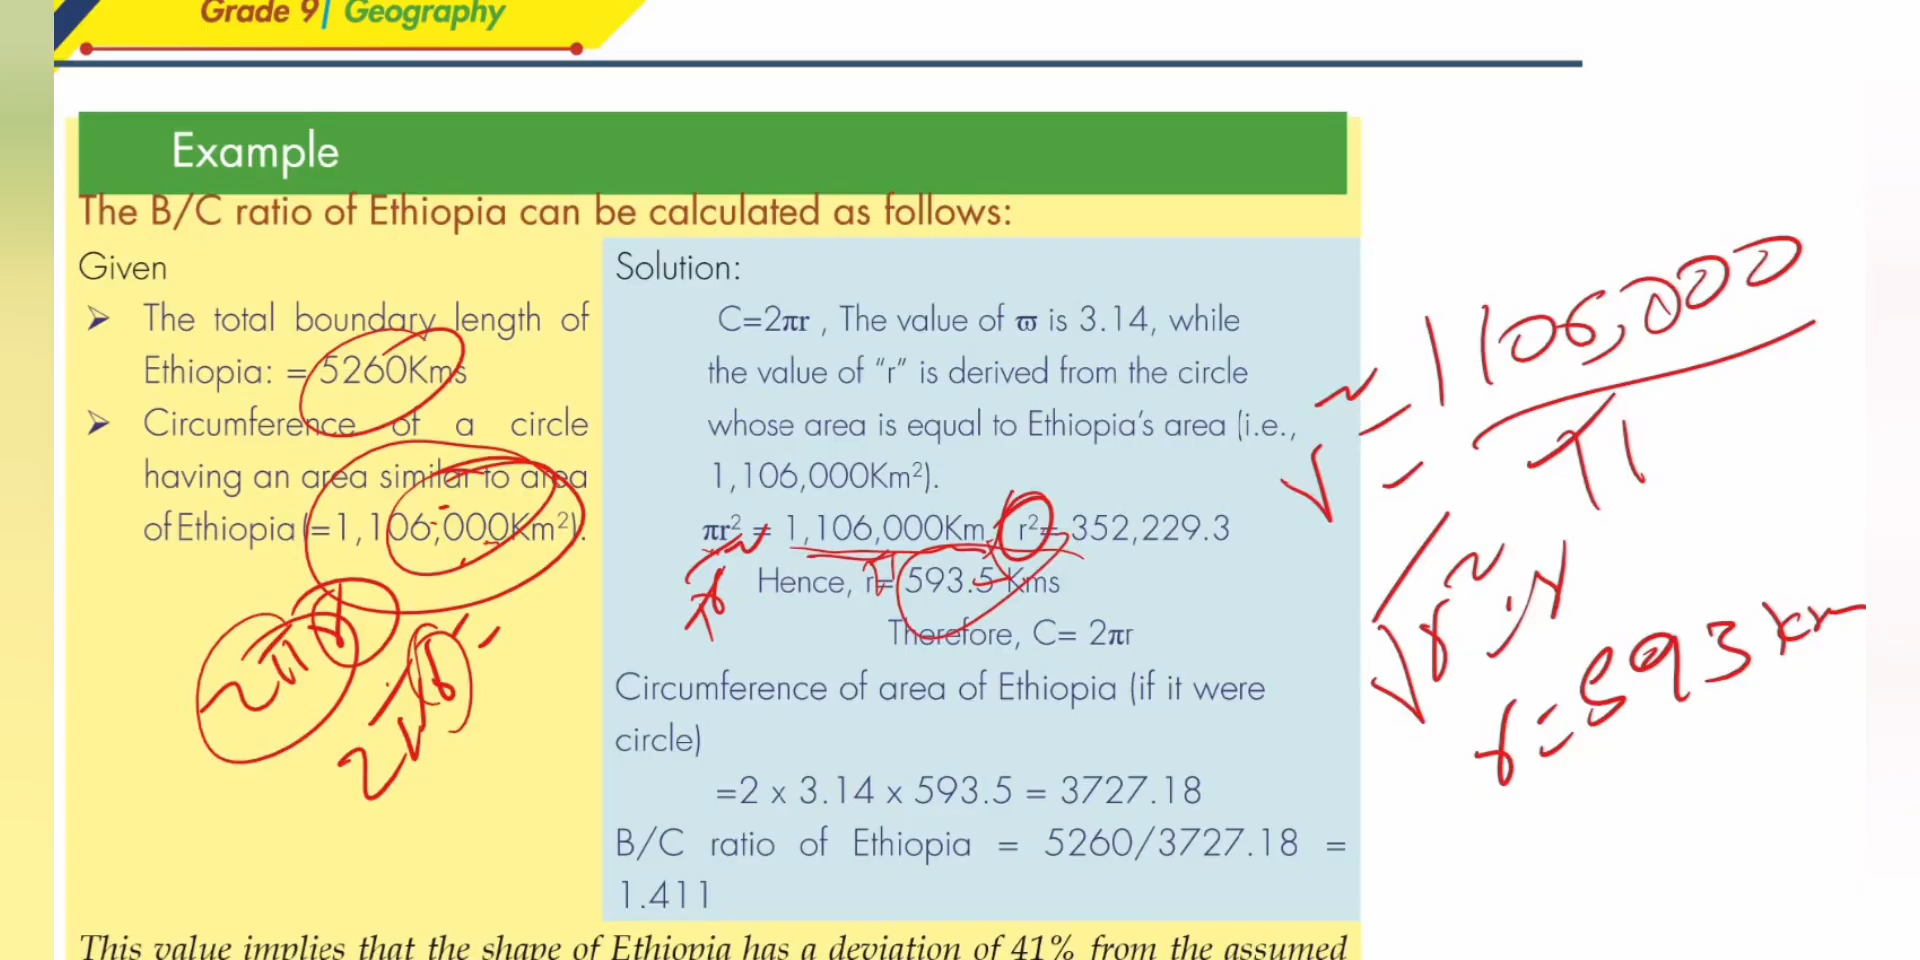 Grade 9| Geography
Example
The B/C ratio of Ethiopia can be calculated as follows:
Given
➢ The total boundary length of
Ethiopia: = 5260Kms
➢ Circumference of a circle
having an area similar to area
of Ethiopia (=1,106,000Km²).
Solution:
C=2πr , The value of ϖ is 3.14, while
the value of “r” is derived from the circle
whose area is equal to Ethiopia’s area (i.e.,
1,106,000Km²).
πr² = 1,106,000Km, r²= 352,229.3
Hence, r= 593.5 Kms
Therefore, C= 2πr
Circumference of area of Ethiopia (if it were
circle)
=2 x 3.14 x 593.5 = 3727.18
B/C ratio of Ethiopia = 5260/3727.18 =
1.411
This value implies that the shape of Ethiopia has a deviation of 41% from the assumed
2πr
2πr
π
1106,000
π
r = 593 km